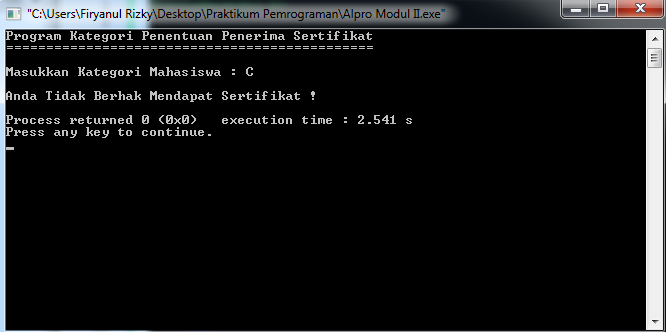 "C:\Users\Firyanul Rizky\Desktop\Praktikum Pemrograman\Alpro Modul II.exe"
Program Kategori Penentuan Penerima Sertifikat
==============================================
Masukkan Kategori Mahasiswa : C
Anda Tidak Berhak Mendapat Sertifikat !
Process returned 0 (0x0)   execution time : 2.541 s
Press any key to continue.